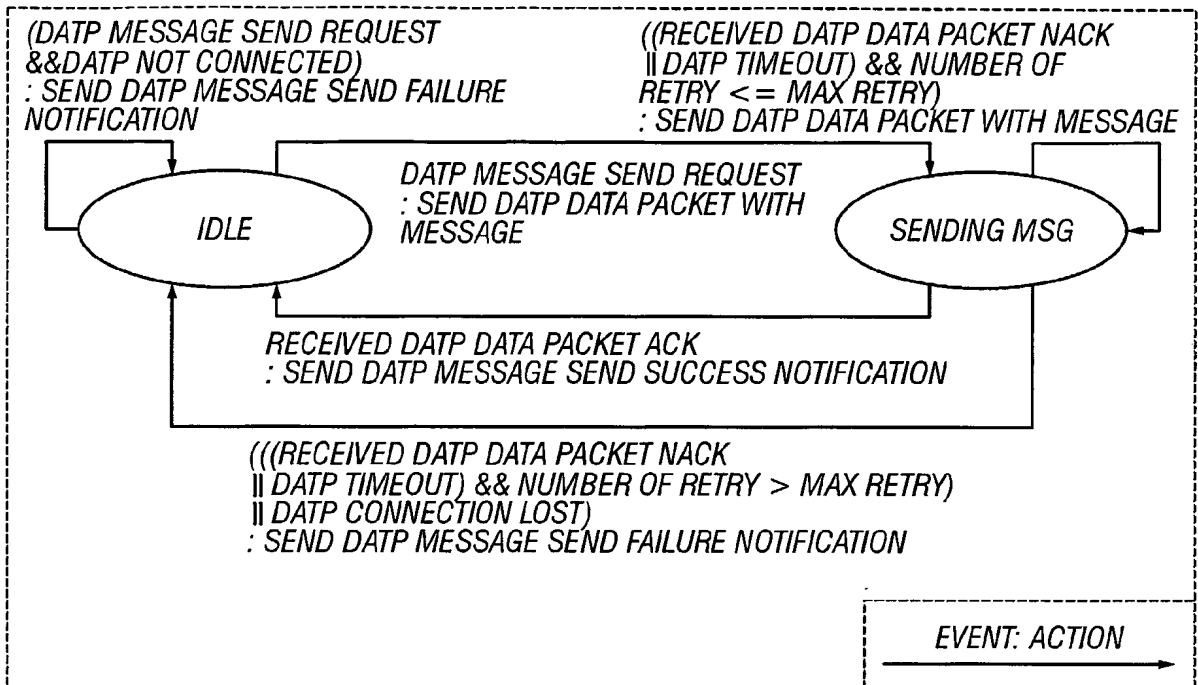 (DATP MESSAGE SEND REQUEST
&&DATP NOT CONNECTED)
: SEND DATP MESSAGE SEND FAILURE
NOTIFICATION
((RECEIVED DATP DATA PACKET NACK
|| DATP TIMEOUT) && NUMBER OF
RETRY <= MAX RETRY)
: SEND DATP DATA PACKET WITH MESSAGE
DATP MESSAGE SEND REQUEST
: SEND DATP DATA PACKET WITH
MESSAGE
IDLE
SENDING MSG
RECEIVED DATP DATA PACKET ACK
: SEND DATP MESSAGE SEND SUCCESS NOTIFICATION
(((RECEIVED DATP DATA PACKET NACK
|| DATP TIMEOUT) && NUMBER OF RETRY > MAX RETRY)
|| DATP CONNECTION LOST)
: SEND DATP MESSAGE SEND FAILURE NOTIFICATION
EVENT: ACTION